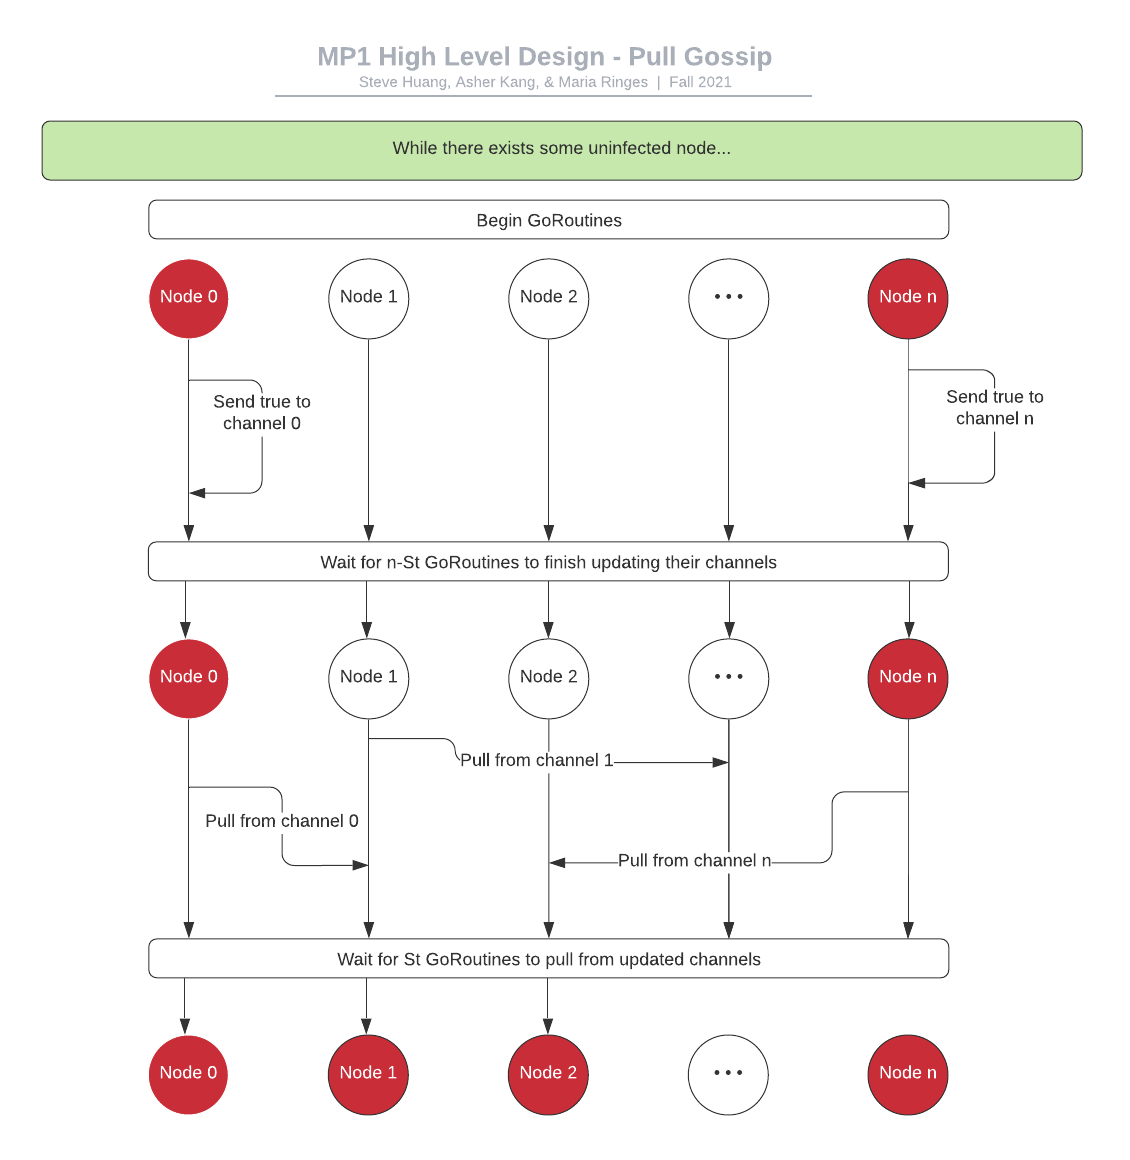 MP1 High Level Design - Pull Gossip
Steve Huang, Asher Kang, & Maria Ringes | Fall 2021
While there exists some uninfected node...
Begin GoRoutines
Node 0
Node 1
Node 2
•••
Node n
Send true to
channel 0
Send true to
channel n
Wait for n-St GoRoutines to finish updating their channels
Node 0
Node 1
Node 2
•••
Node n
Pull from channel 1
Pull from channel 0
Pull from channel n
Wait for St GoRoutines to pull from updated channels
Node 0
Node 1
Node 2
•••
Node n